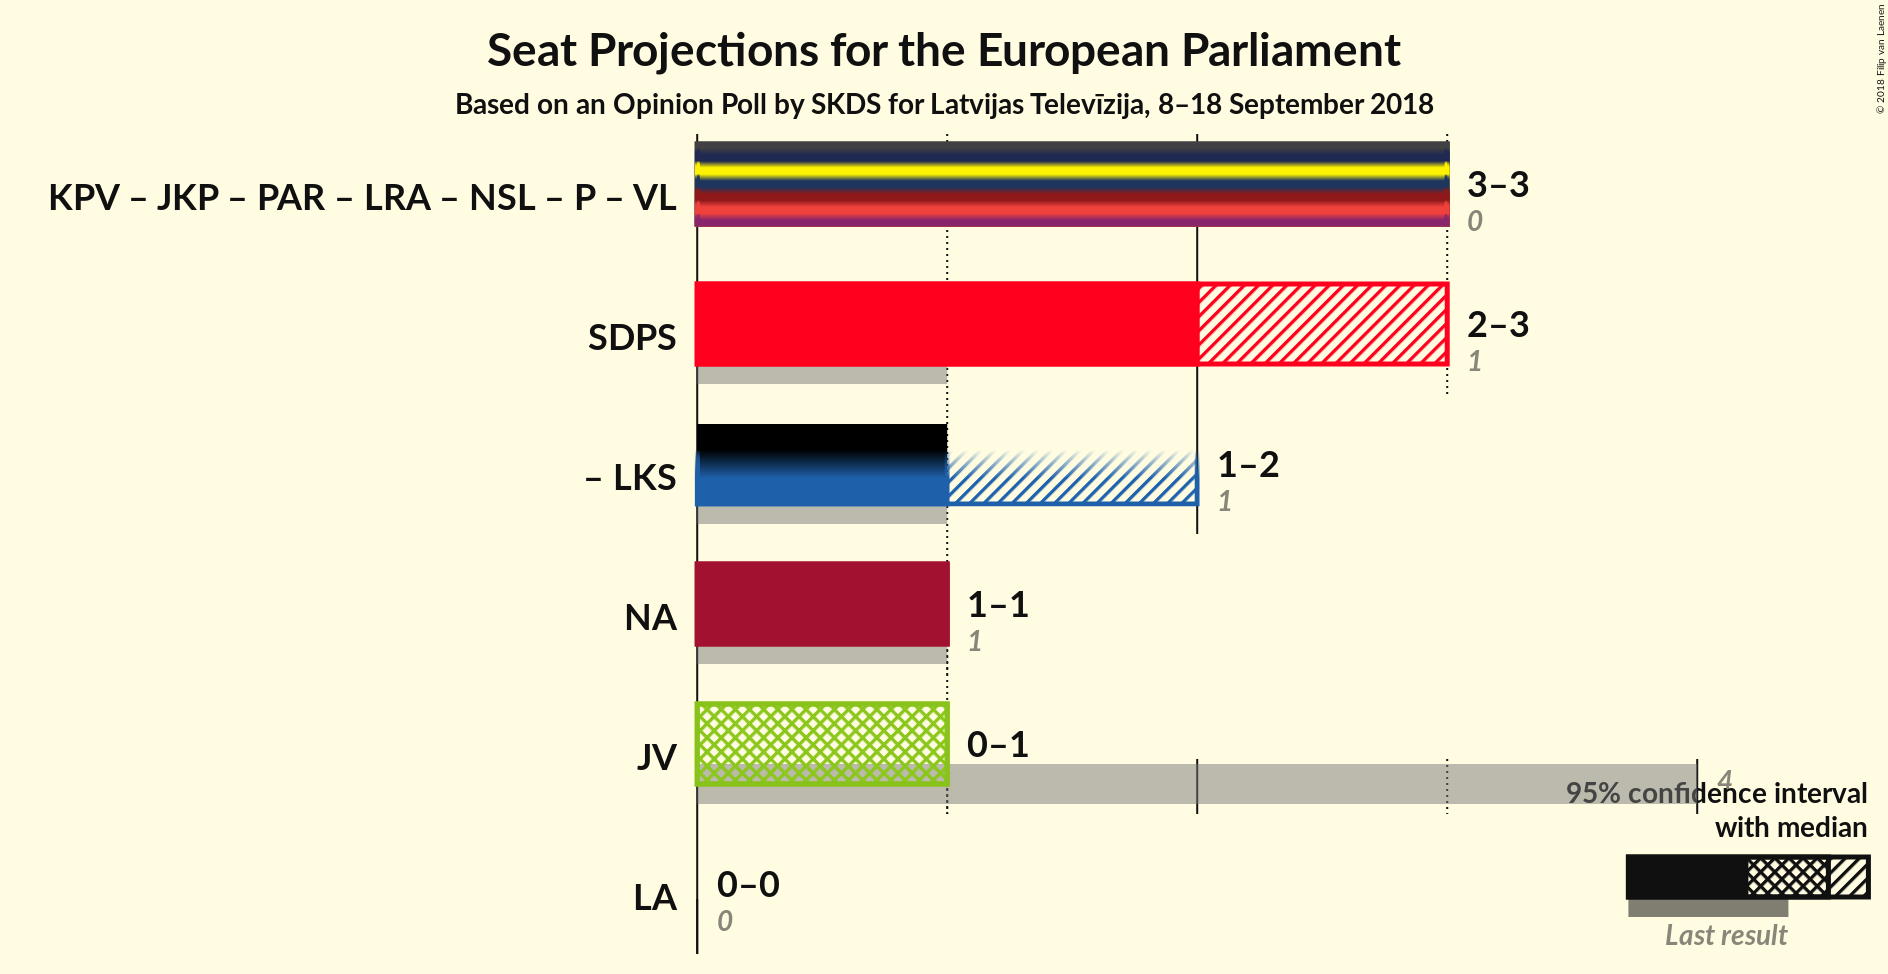 Seat Projections for the European Parliament
Based on an Opinion Poll by SKDS for Latvijas Televīzija, 8–18 September 2018
© 2018 Filip van Laenen
KPV – JKP – PAR – LRA – NSL – P – VL
3–3
0
SDPS
2–3
1
– LKS
1–2
1
NA
1–1
1
JV
0–1
4
95% confidence interval
with median
LA
0–0
0
Last result